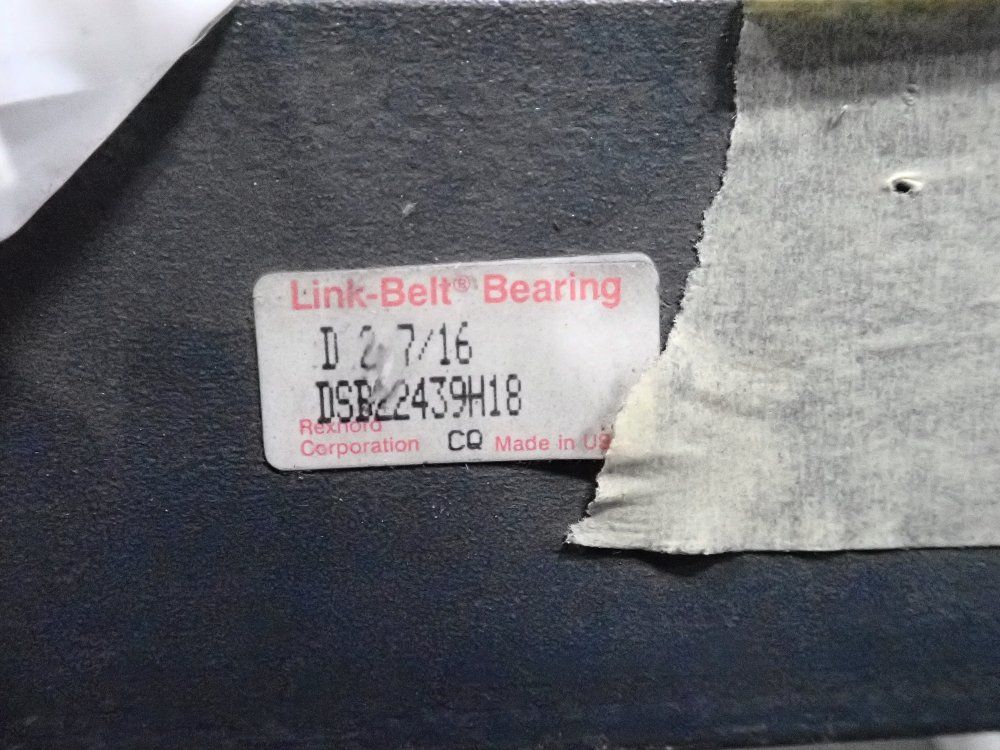 Link-Belt® Bearing
D 2 7/16
DSB22439H18
Rexnord
Corporation CQ Made in US